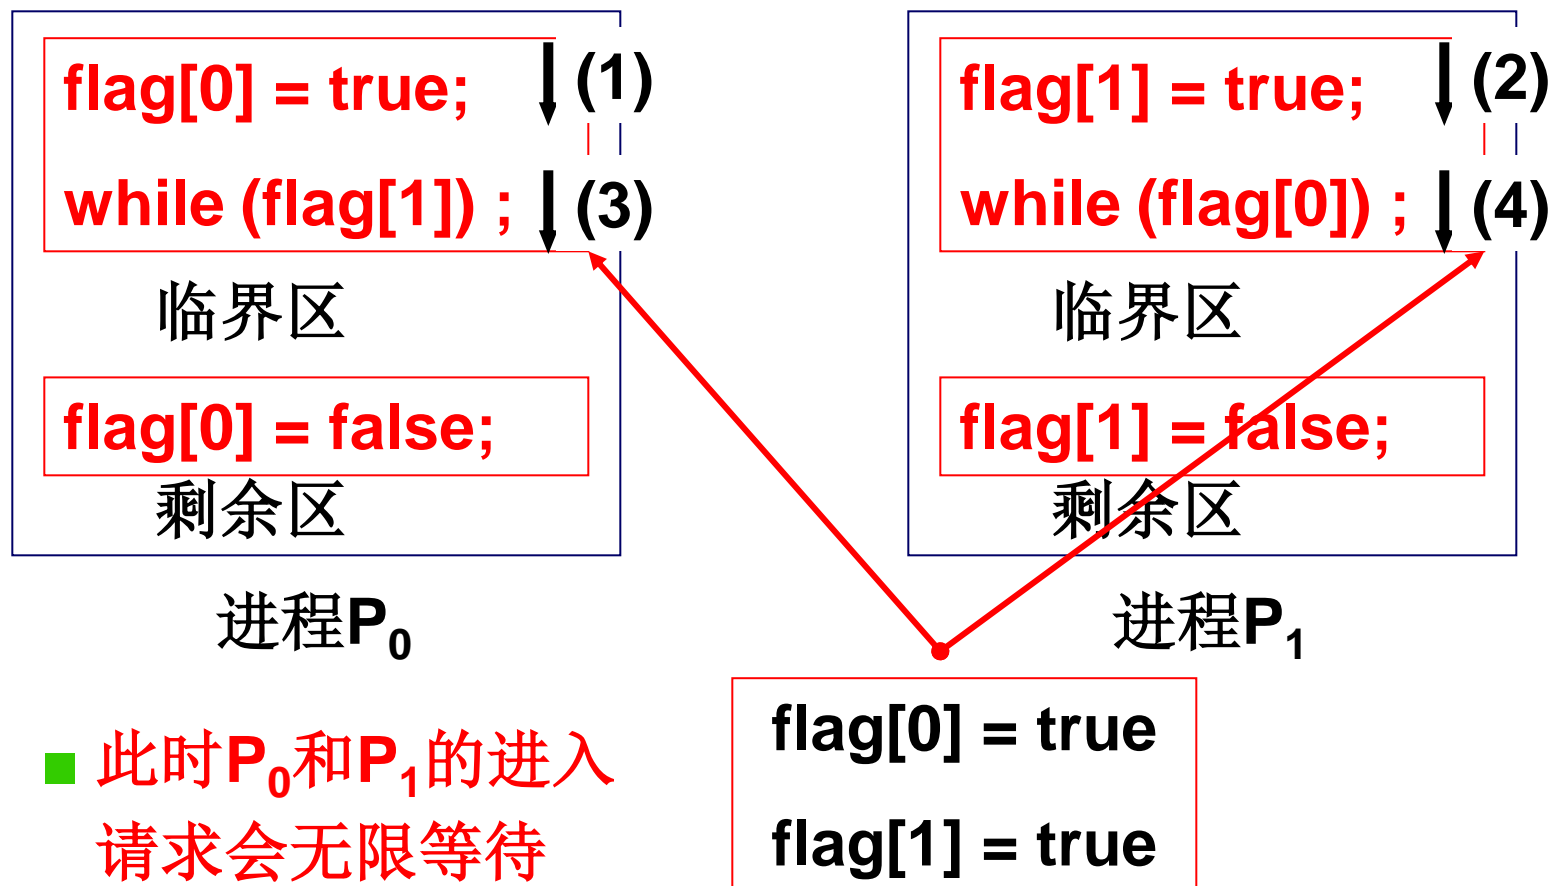 flag[0] = true;
(1)
while (flag[1]) ;
(3)
临界区
flag[0] = false;
剩余区
进程P0
flag[1] = true;
(2)
while (flag[0]) ;
(4)
临界区
flag[1] = false;
剩余区
进程P1
此时P0和P1的进入
请求会无限等待
flag[0] = true
flag[1] = true